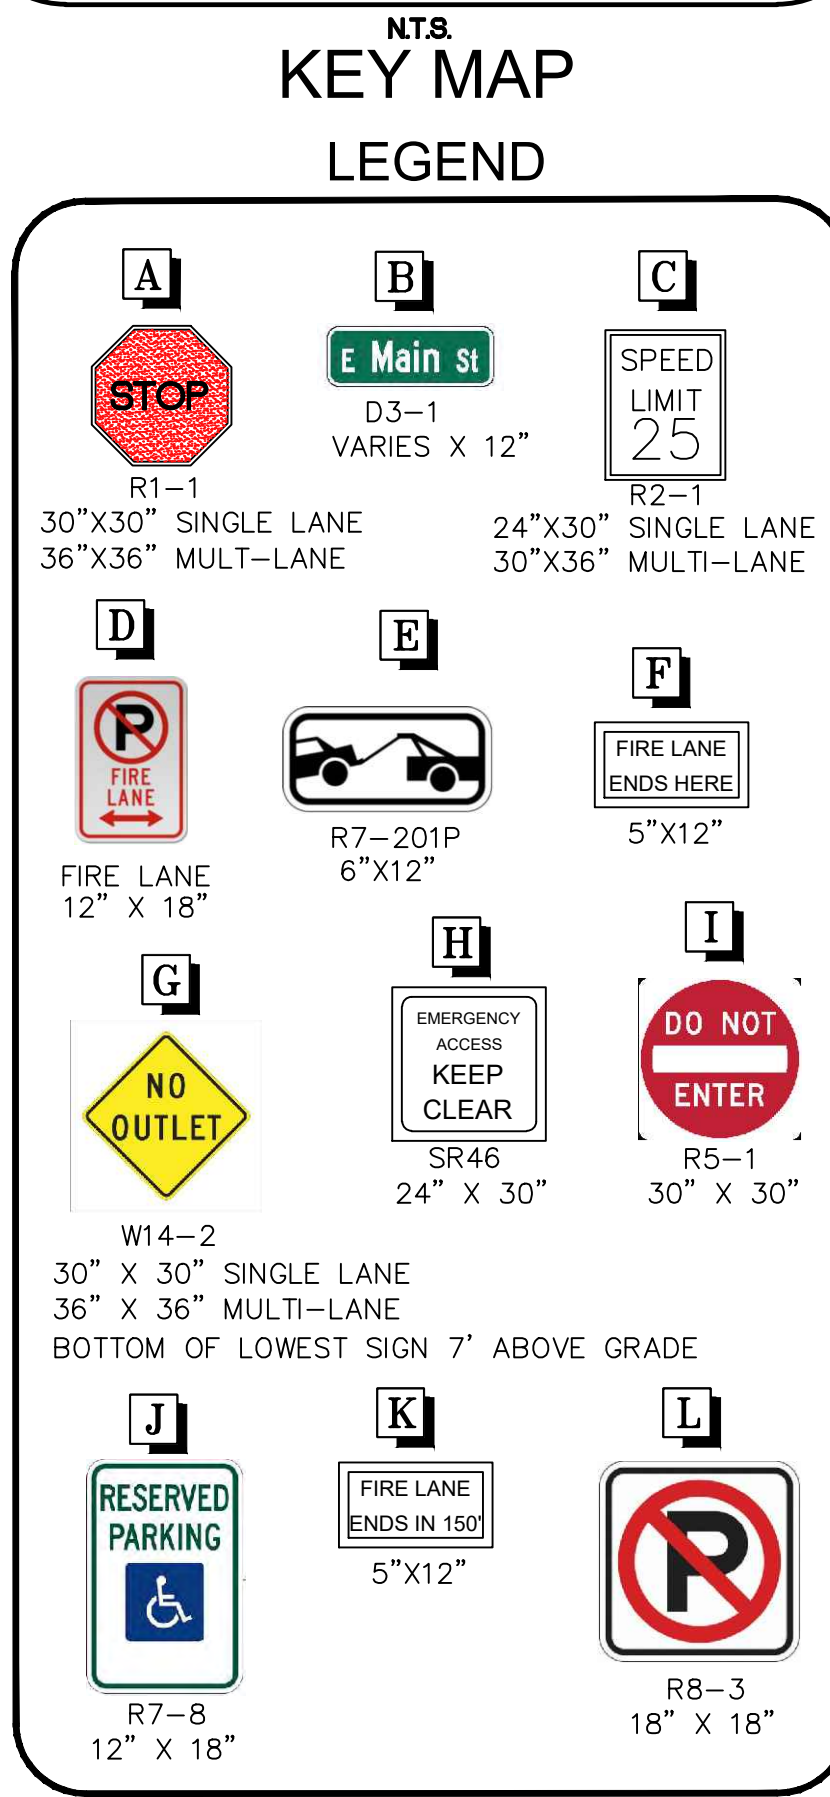 N.T.S.
KEY MAP
LEGEND
A
STOP
R1-1
30"X30" SINGLE LANE
36"X36" MULT-LANE
B
E Main St
D3-1
VARIES X 12"
C
SPEED
LIMIT
25
R2-1
24"X30" SINGLE LANE
30"X36" MULTI-LANE
D
P
FIRE
LANE
FIRE LANE
12" X 18"
E
R7-201P
6"X12"
F
FIRE LANE
ENDS HERE
5"X12"
G
NO
OUTLET
W14-2
30" X 30" SINGLE LANE
36" X 36" MULTI-LANE
H
EMERGENCY
ACCESS
KEEP
CLEAR
SR46
24" X 30"
I
DO NOT
ENTER
R5-1
30" X 30"
BOTTOM OF LOWEST SIGN 7' ABOVE GRADE
J
RESERVED
PARKING
R7-8
12" X 18"
K
FIRE LANE
ENDS IN 150'
5"X12"
L
P
R8-3
18" X 18"